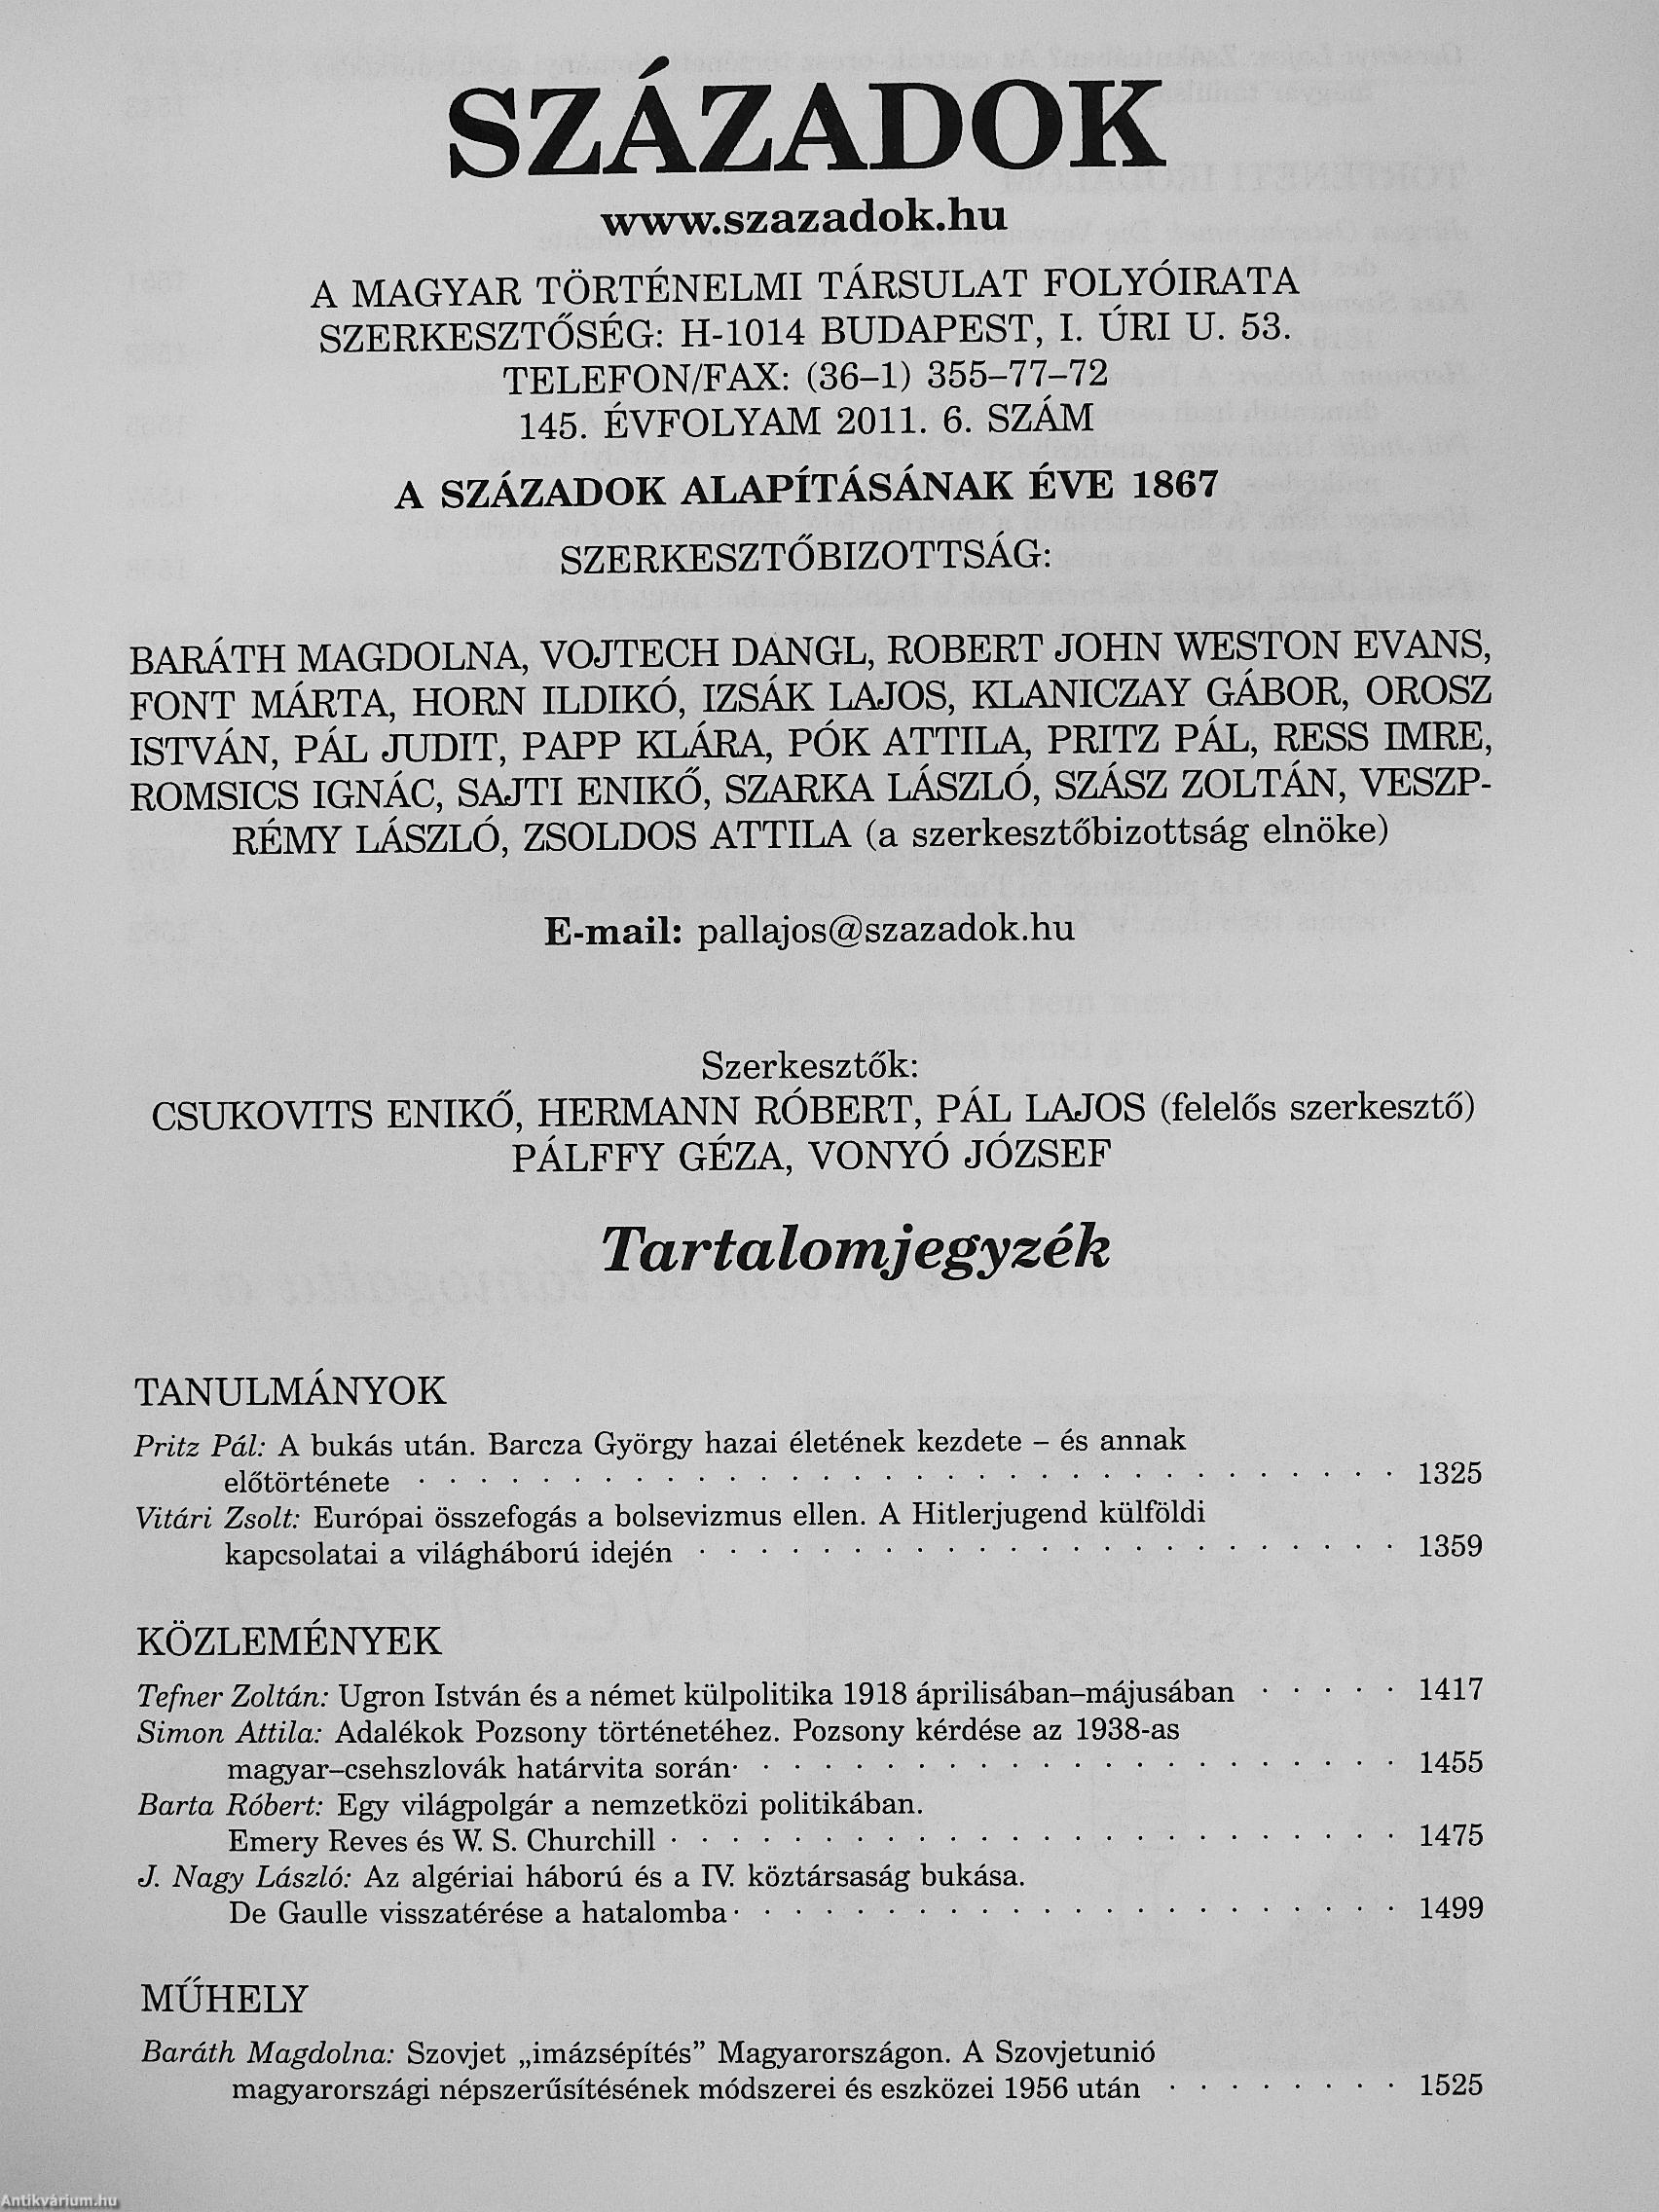 SZÁZADOK
www.szazadok.hu
A MAGYAR TÖRTÉNELMI TÁRSULAT FOLYÓIRATA
SZERKESZTŐSÉG: H-1014 BUDAPEST, I. ÚRI U. 53.
TELEFON/FAX: (36–1) 355–77–72
145. ÉVFOLYAM 2011. 6. SZÁM
A SZÁZADOK ALAPÍTÁSÁNAK ÉVE 1867
SZERKESZTŐBIZOTTSÁG:
BARÁTH MAGDOLNA, VOJTECH DANGL, ROBERT JOHN WESTON EVANS,
FONT MÁRTA, HORN ILDIKÓ, IZSÁK LAJOS, KLANICZAY GÁBOR, OROSZ
ISTVÁN, PÁL JUDIT, PAPP KLÁRA, PÓK ATTILA, PRITZ PÁL, RESS IMRE,
ROMSICS IGNÁC, SAJTI ENIKŐ, SZARKA LÁSZLÓ, SZÁSZ ZOLTÁN, VESZP-
RÉMY LÁSZLÓ, ZSOLDOS ATTILA (a szerkesztőbizottság elnöke)
E-mail: pallajos@szazadok.hu
Szerkesztők:
CSUKOVITS ENIKŐ, HERMANN RÓBERT, PÁL LAJOS (felelős szerkesztő)
PÁLFFY GÉZA, VONYÓ JÓZSEF
Tartalomjegyzék
TANULMÁNYOK
Pritz Pál: A bukás után. Barcza György hazai életének kezdete – és annak
előtörténete · · · · · · · · · · · · · · · · · · · · · · · · · · · · · · · · 1325
Vitári Zsolt: Európai összefogás a bolsevizmus ellen. A Hitlerjugend külföldi
kapcsolatai a világháború idején · · · · · · · · · · · · · · · · · · · · · · · 1359
KÖZLEMÉNYEK
Tefner Zoltán: Ugron István és a német külpolitika 1918 áprilisában–májusában · · · · · 1417
Simon Attila: Adalékok Pozsony történetéhez. Pozsony kérdése az 1938-as
magyar–csehszlovák határvita során · · · · · · · · · · · · · · · · · · · · · · 1455
Barta Róbert: Egy világpolgár a nemzetközi politikában.
Emery Reves és W. S. Churchill · · · · · · · · · · · · · · · · · · · · · · · · 1475
J. Nagy László: Az algériai háború és a IV. köztársaság bukása.
De Gaulle visszatérése a hatalomba · · · · · · · · · · · · · · · · · · · · · · 1499
MŰHELY
Baráth Magdolna: Szovjet „imázsépítés” Magyarországon. A Szovjetunió
magyarországi népszerűsítésének módszerei és eszközei 1956 után · · · · · · · · 1525
Antikvárium.hu